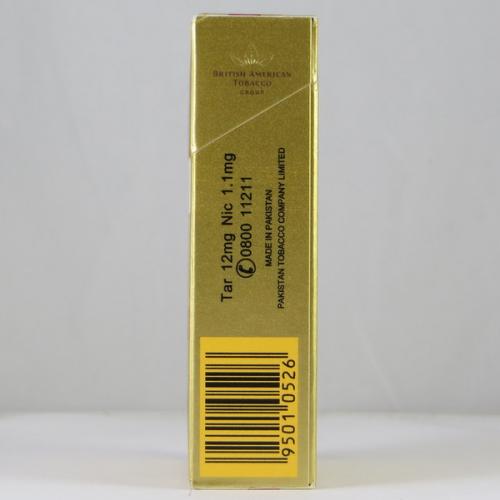 BRITISH AMERICAN
TOBACCO
GROUP
Tar 12mg Nic 1.1mg
0800 11211
MADE IN PAKISTAN
PAKISTAN TOBACCO COMPANY LIMITED
9501 0526